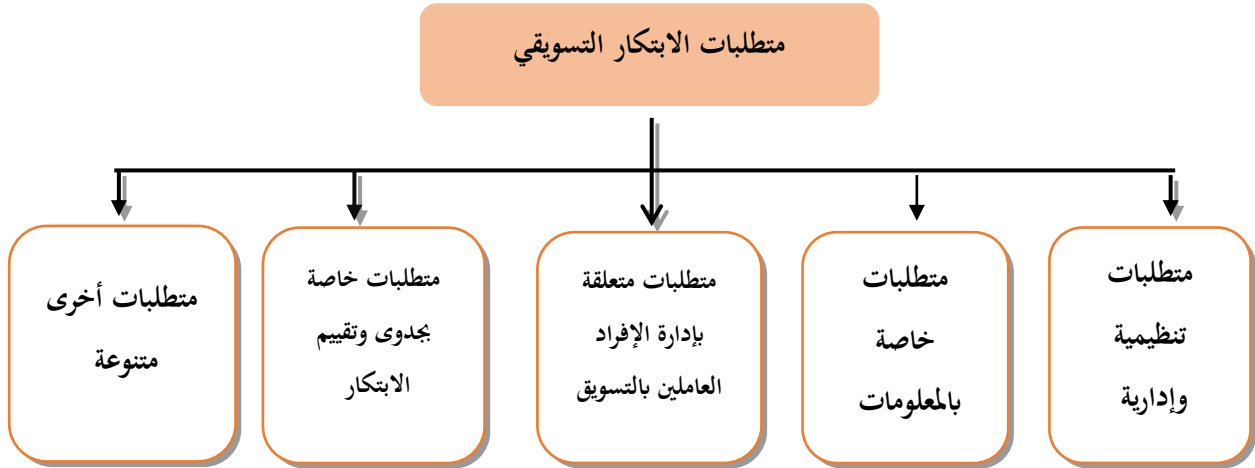 متطلبات الابتكار التسويقي
متطلبات
تنظيمية
وإدارية
متطلبات
خاصة
بالمعلومات
متطلبات متعلقة
بإدارة الإفراد
العاملين بالتسويق
متطلبات خاصة
بجدوى وتقييم
الابتكار
متطلبات أخرى
متنوعة